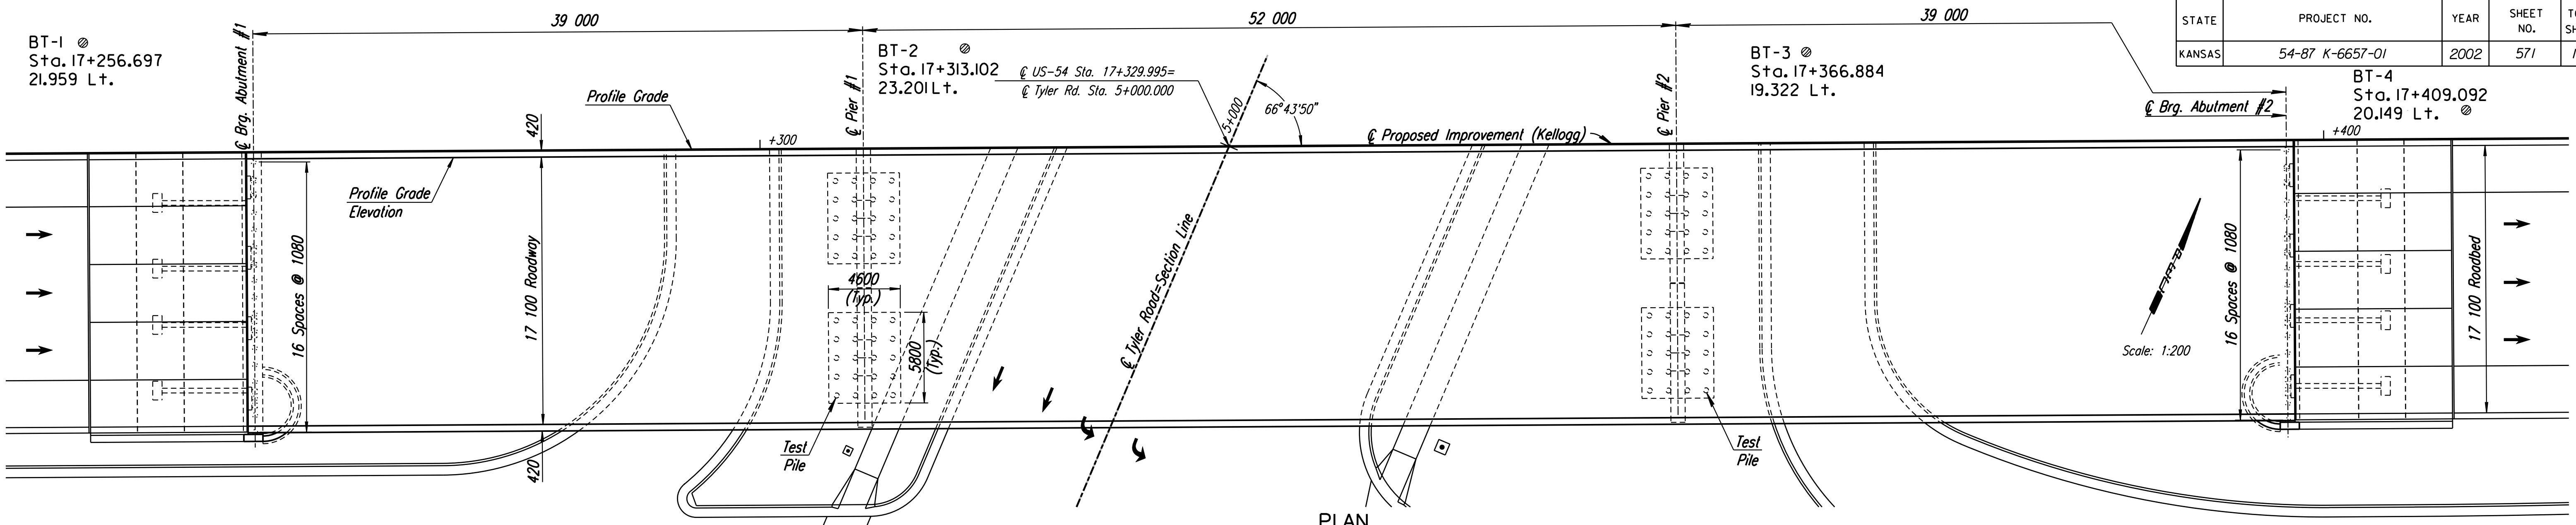 39 000
52 000
39 000
STATE
PROJECT NO.
YEAR
SHEET
NO.
KANSAS
54-87 K-6657-01
2002
571
BT-1
Sta. 17+256.697
21.959 Lt.
℄ Brg. Abutment #1
BT-2
Sta. 17+313.102
23.201 Lt.
℄ US-54 Sta. 17+329.995=
℄ Tyler Rd. Sta. 5+000.000
BT-3
Sta. 17+366.884
19.322 Lt.
BT-4
Sta. 17+409.092
20.149 Lt.
℄ Brg. Abutment #2
Profile Grade
420
+300
℄ Pier #1
5+000
66°43'50"
℄ Proposed Improvement (Kellogg)
℄ Pier #2
+400
Profile Grade
Elevation
16 Spaces @ 1080
17 100 Roadway
4600
(Typ.)
5800
(Typ.)
℄ Tyler Road=Section Line
Scale: 1:200
16 Spaces @ 1080
17 100 Roadbed
Test
Pile
Test
Pile
420
PLAN